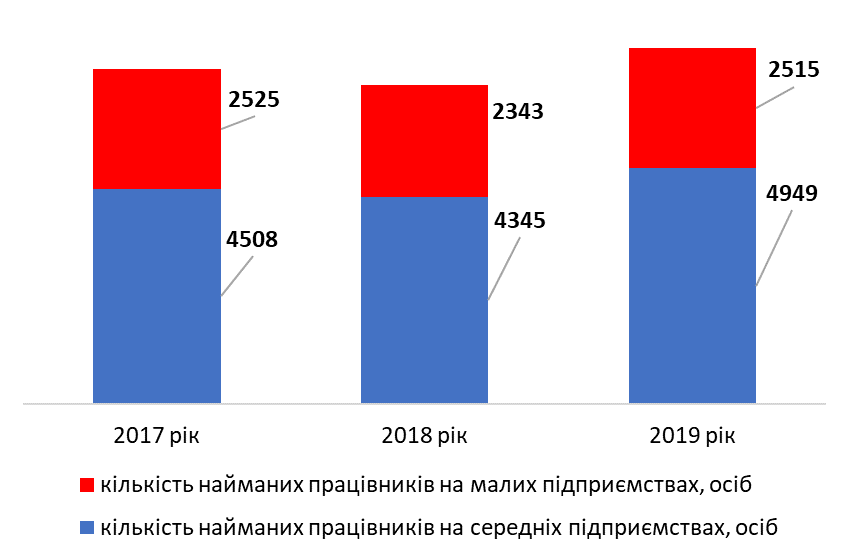 2525
4508
2343
4345
2515
4949
2017 рік
2018 рік
2019 рік
кількість найманих працівників на малих підприємствах, осіб
кількість найманих працівників на середніх підприємствах, осіб